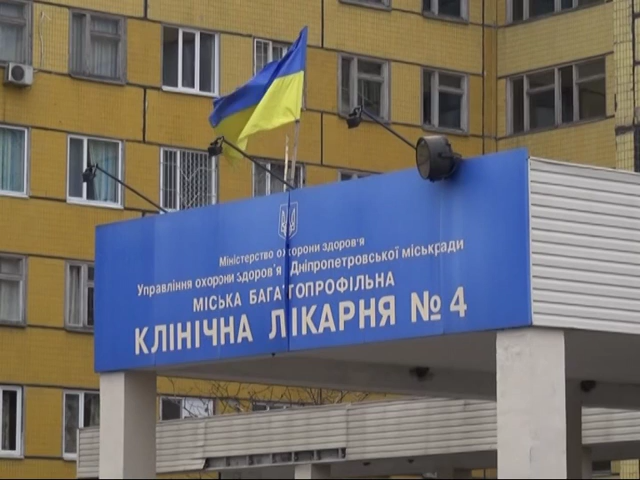 Міністерство охорони здоров'я
Управління охорони здоров'я Дніпропетровської міськради
МІСЬКА БАГАТОПРОФІЛЬНА
КЛІНІЧНА ЛІКАРНЯ № 4